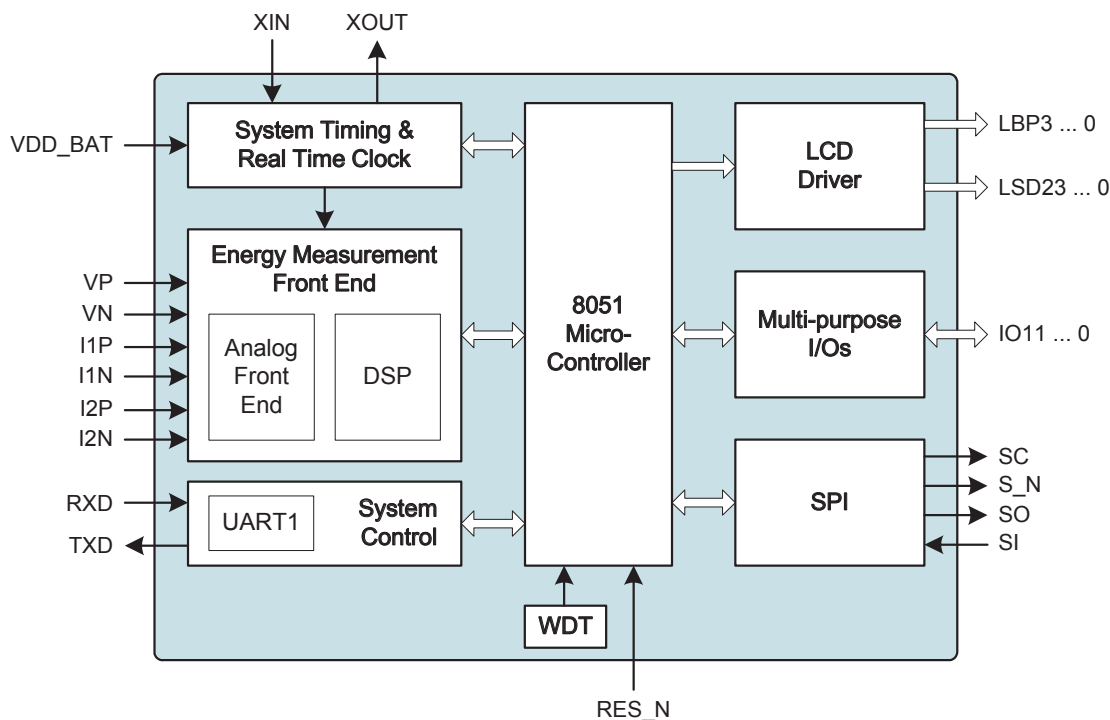 XIN
XOUT
VDD_BAT
System Timing &
Real Time Clock
LCD
Driver
LBP3 ... 0
LSD23 ... 0
Energy Measurement
Front End
VP
VN
I1P
I1N
I2P
I2N
Analog
Front
End
DSP
8051
Micro-
Controller
Multi-purpose
I/Os
IO11 ... 0
RXD
TXD
UART1
System
Control
SPI
SC
S_N
SO
SI
WDT
RES_N